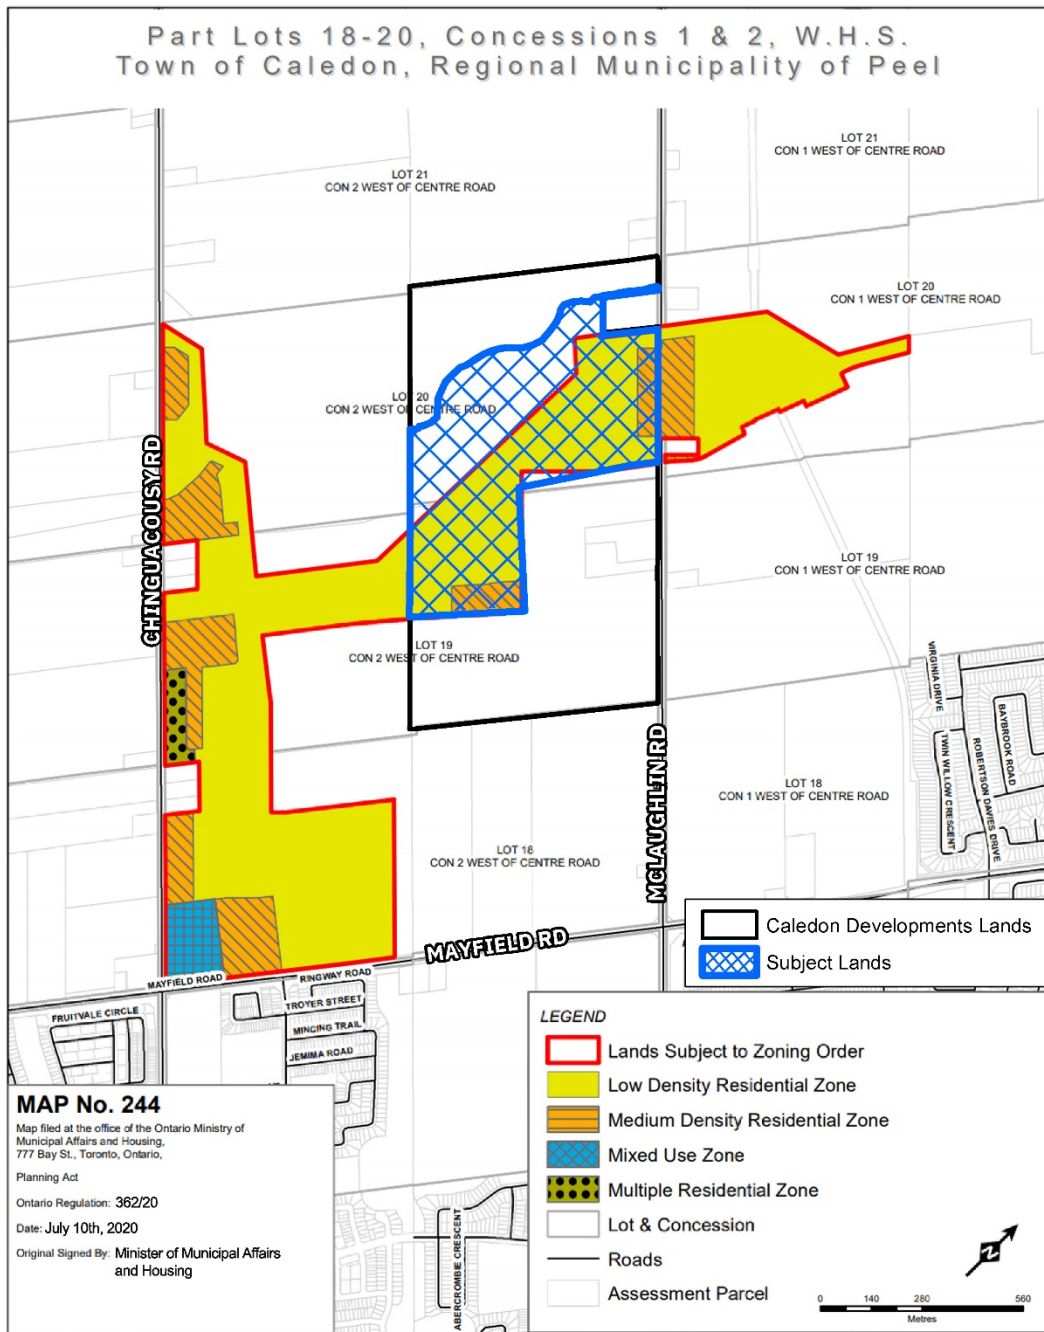 Part Lots 18-20, Concessions 1 & 2, W.H.S.
Town of Caledon, Regional Municipality of Peel
LOT 21
CON 1 WEST OF CENTRE ROAD
LOT 21
CON 2 WEST OF CENTRE ROAD
LOT 20
CON 1 WEST OF CENTRE ROAD
LOT 20
CON 2 WEST OF CENTRE ROAD
CHINGUACOUSY RD
LOT 19
CON 1 WEST OF CENTRE ROAD
LOT 19
CON 2 WEST OF CENTRE ROAD
VIRGINIA DRIVE
BAYBROOK ROAD
TWIN WILLOW CRESCENT
ROBERTSON DAVIES DRIVE
MCLAUGHLIN RD
LOT 18
CON 1 WEST OF CENTRE ROAD
LOT 18
CON 2 WEST OF CENTRE ROAD
MAYFIELD RD
Caledon Developments Lands
Subject Lands
MAYFIELD ROAD
RINGWAY ROAD
FRUITVALE CIRCLE
TROYER STREET
MINCING TRAIL
JEMIMA ROAD
ABERCROMBIE CRESCENT
MAP No. 244
Map filed at the office of the Ontario Ministry of
Municipal Affairs and Housing,
777 Bay St., Toronto, Ontario,
Planning Act
Ontario Regulation: 362/20
Date: July 10th, 2020
Original Signed By: Minister of Municipal Affairs
and Housing
LEGEND
Lands Subject to Zoning Order
Low Density Residential Zone
Medium Density Residential Zone
Mixed Use Zone
Multiple Residential Zone
Lot & Concession
Roads
Assessment Parcel
N
0 140 280 560
Metres